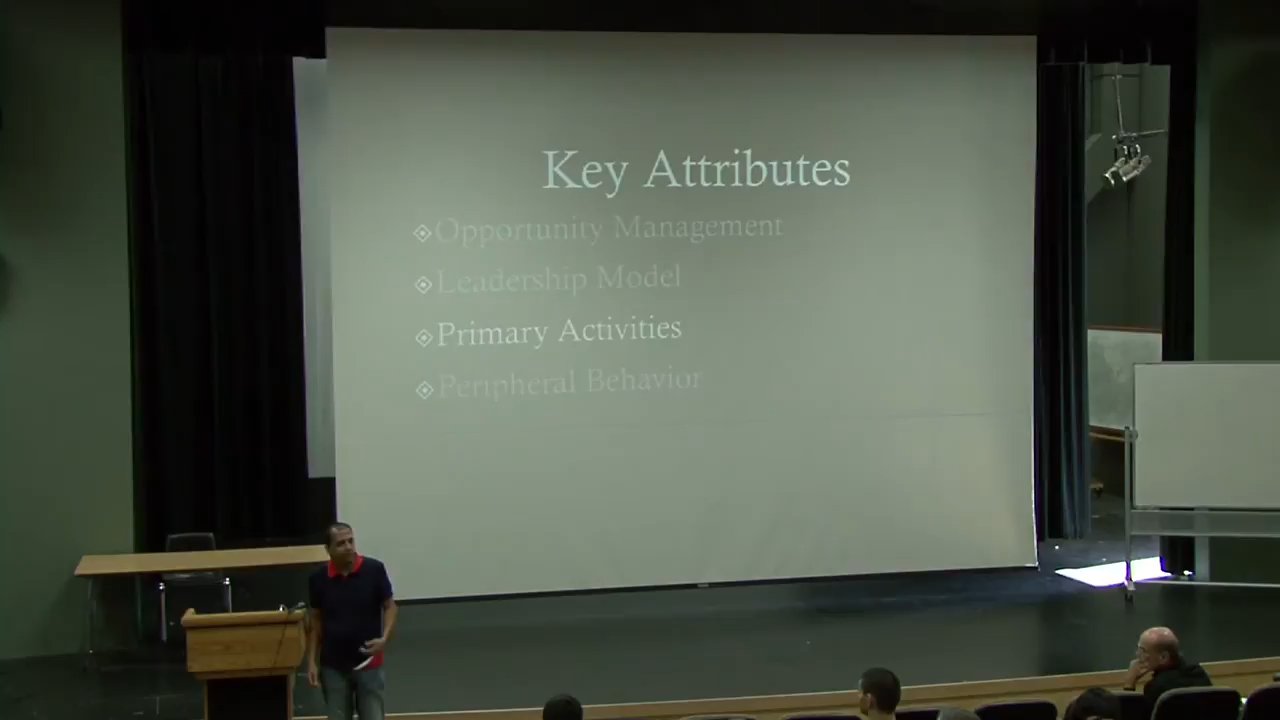 Key Attributes
Opportunity Management
Leadership Model
Primary Activities
Peripheral Behavior